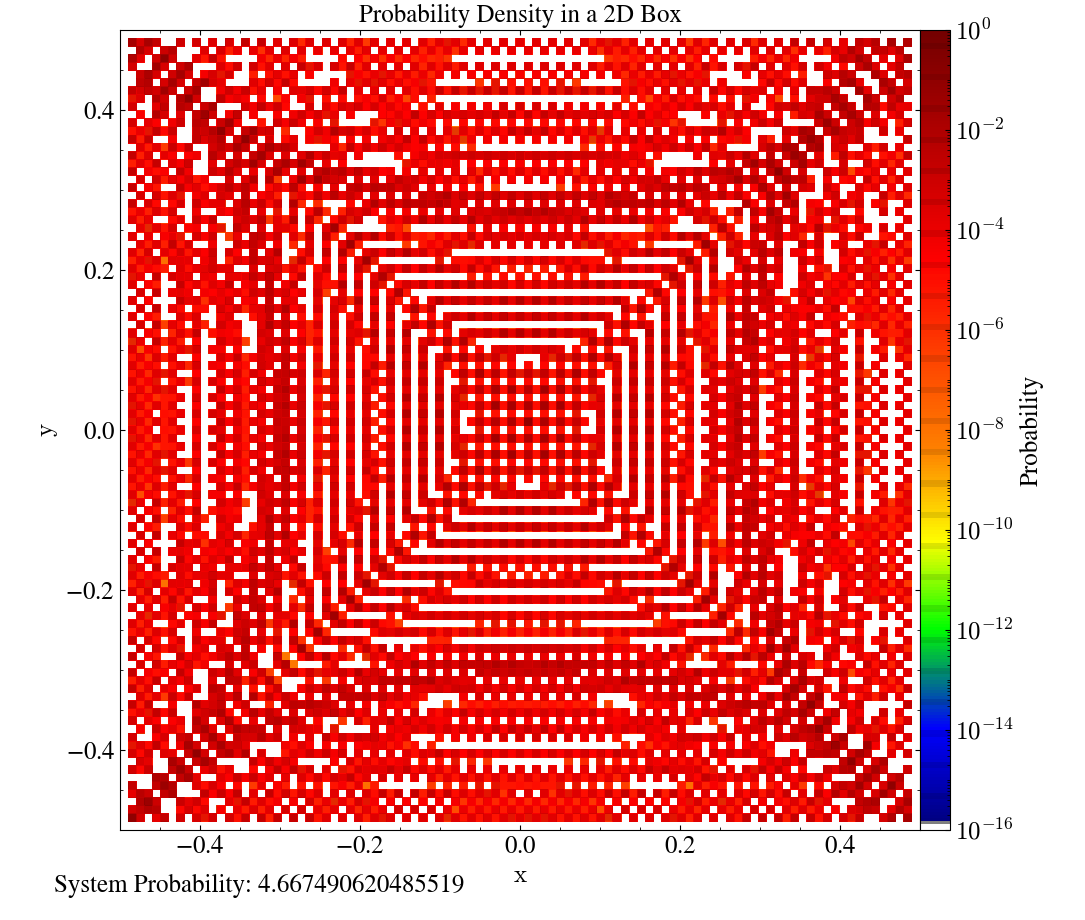 Probability Density in a 2D Box
0.4
0.2
0.0
−0.2
−0.4
y
−0.4 −0.2 0.0 0.2 0.4
x
10⁰
10⁻²
10⁻⁴
10⁻⁶
10⁻⁸
10⁻¹⁰
10⁻¹²
10⁻¹⁴
10⁻¹⁶
Probability
System Probability: 4.667490620485519